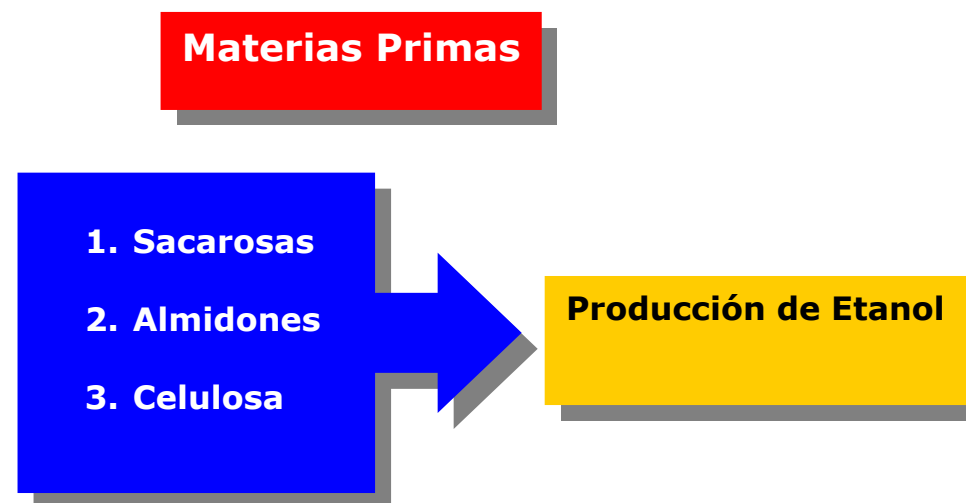 Materias Primas
1. Sacarosas
2. Almidones
3. Celulosa
Producción de Etanol